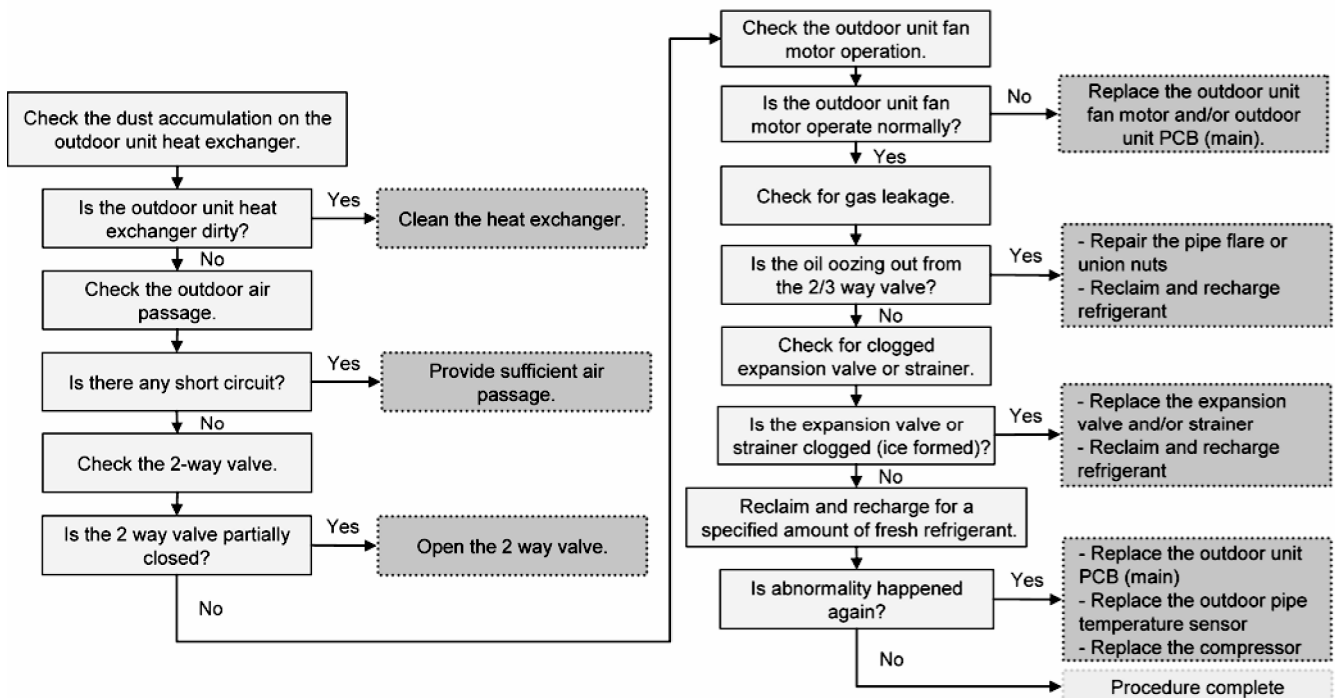 Check the dust accumulation on the
outdoor unit heat exchanger.
Is the outdoor unit heat
exchanger dirty?
Yes
Clean the heat exchanger.
No
Check the outdoor air
passage.
Is there any short circuit?
Yes
Provide sufficient air
passage.
No
Check the 2-way valve.
Is the 2 way valve partially
closed?
Yes
Open the 2 way valve.
No
Check the outdoor unit fan
motor operation.
Is the outdoor unit fan
motor operate normally?
No
Replace the outdoor unit
fan motor and/or outdoor
unit PCB (main).
Yes
Check for gas leakage.
Is the oil oozing out from
the 2/3 way valve?
Yes
- Repair the pipe flare or
union nuts
- Reclaim and recharge
refrigerant
No
Check for clogged
expansion valve or strainer.
Is the expansion valve or
strainer clogged (ice formed)?
Yes
- Replace the expansion
valve and/or strainer
- Reclaim and recharge
refrigerant
No
Reclaim and recharge for a
specified amount of fresh refrigerant.
Is abnormality happened
again?
Yes
- Replace the outdoor unit
PCB (main)
- Replace the outdoor pipe
temperature sensor
- Replace the compressor
No
Procedure complete